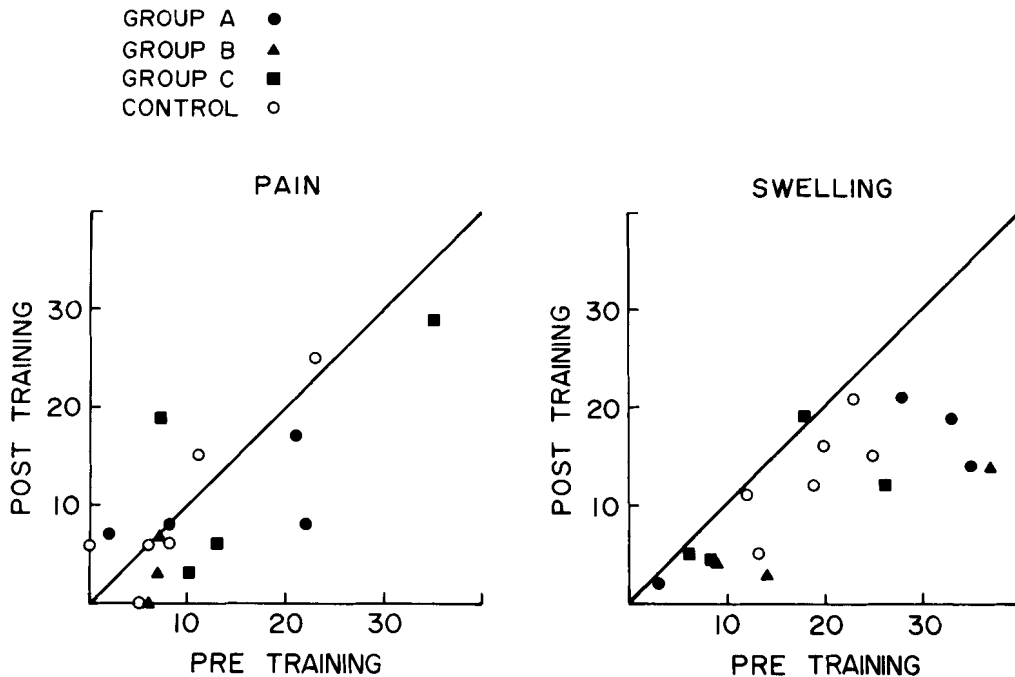 GROUP A
GROUP B
GROUP C
CONTROL
PAIN
POST TRAINING
30
20
10
10 20 30
PRE TRAINING
SWELLING
POST TRAINING
30
20
10
10 20 30
PRE TRAINING